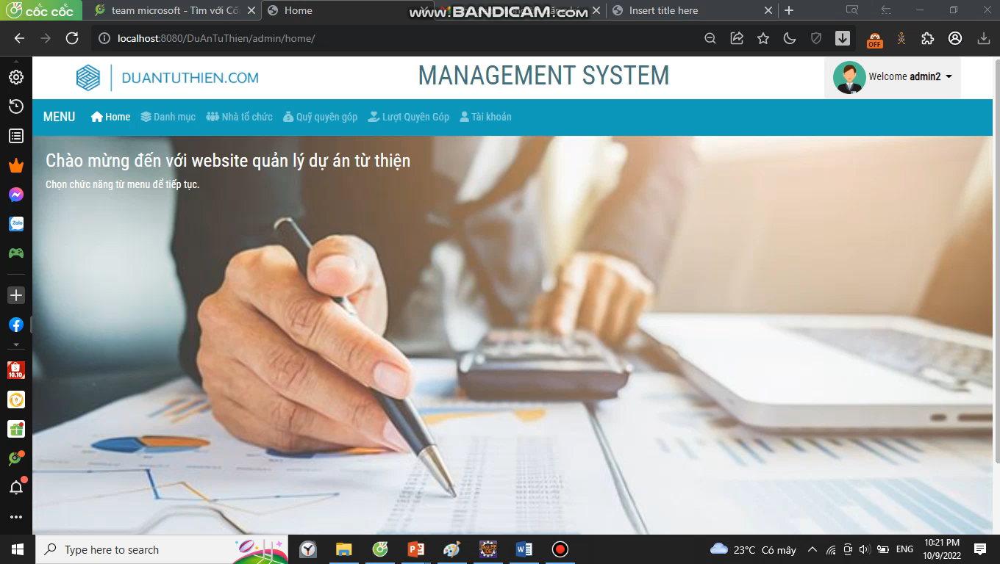 cốc cốc
team microsoft - Tìm với Cố
Home
www.BANDICAM.com
Insert title here
localhost:8080/DuAnTuThien/admin/home/
OFF
DUANTUTHIEN.COM
MANAGEMENT SYSTEM
Welcome admin2
MENU
Home
Danh mục
Nhà tổ chức
Quỹ quyên góp
Lượt Quyên Góp
Tài khoản
Chào mừng đến với website quản lý dự án từ thiện
Chọn chức năng từ menu để tiếp tục.
Zalo
10.10
Type here to search
23°C Có mây
ENG
10:21 PM
10/9/2022